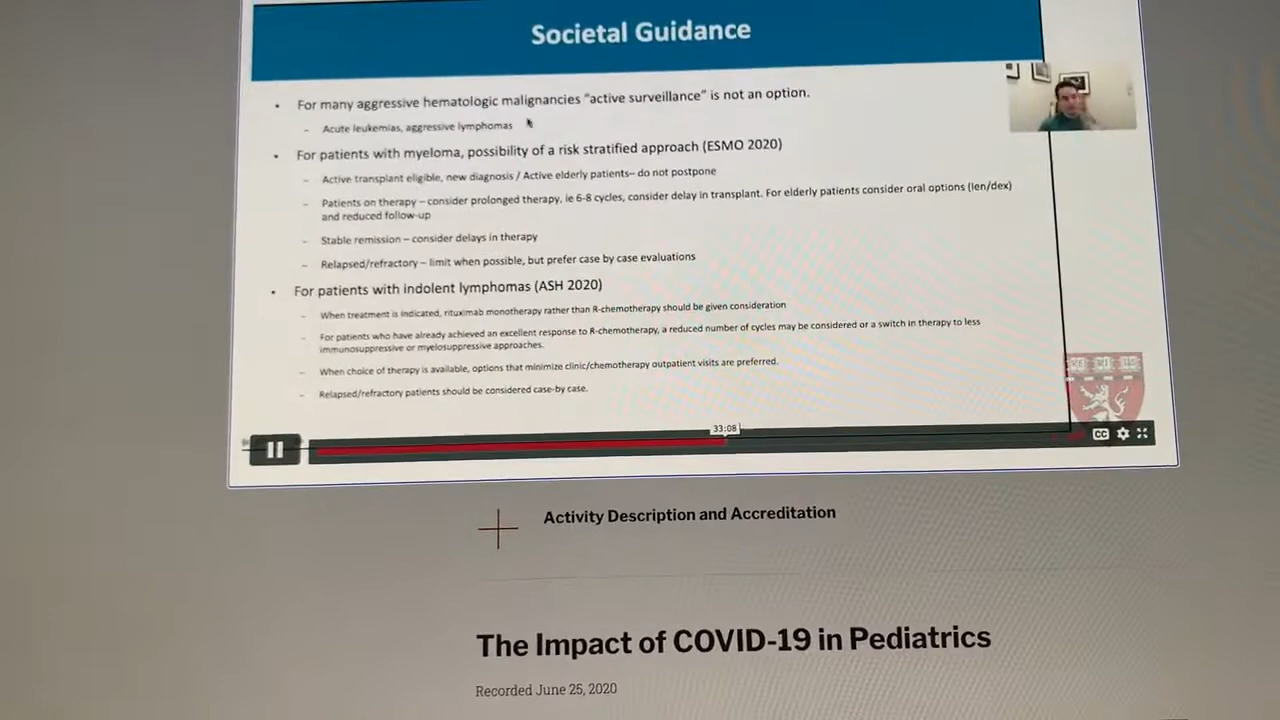 Societal Guidance
• For many aggressive hematologic malignancies "active surveillance" is not an option.
– Acute leukemias, aggressive lymphomas
• For patients with myeloma, possibility of a risk stratified approach (ESMO 2020)
– Active transplant eligible, new diagnosis / Active elderly patients– do not postpone
– Patients on therapy – consider prolonged therapy, ie 6-8 cycles, consider delay in transplant. For elderly patients consider oral options (len/dex)
and reduced follow-up
– Stable remission – consider delays in therapy
– Relapsed/refractory – limit when possible, but prefer case by case evaluations
• For patients with indolent lymphomas (ASH 2020)
– When treatment is indicated, rituximab monotherapy rather than R-chemotherapy should be given consideration
– For patients who have already achieved an excellent response to R-chemotherapy, a reduced number of cycles may be considered or a switch in therapy to less
immunosuppressive or myelosuppressive approaches.
– When choice of therapy is available, options that minimize clinic/chemotherapy outpatient visits are preferred.
– Relapsed/refractory patients should be considered case-by case.
VE RI TAS
33:08
CC
Activity Description and Accreditation
The Impact of COVID-19 in Pediatrics
Recorded June 25, 2020